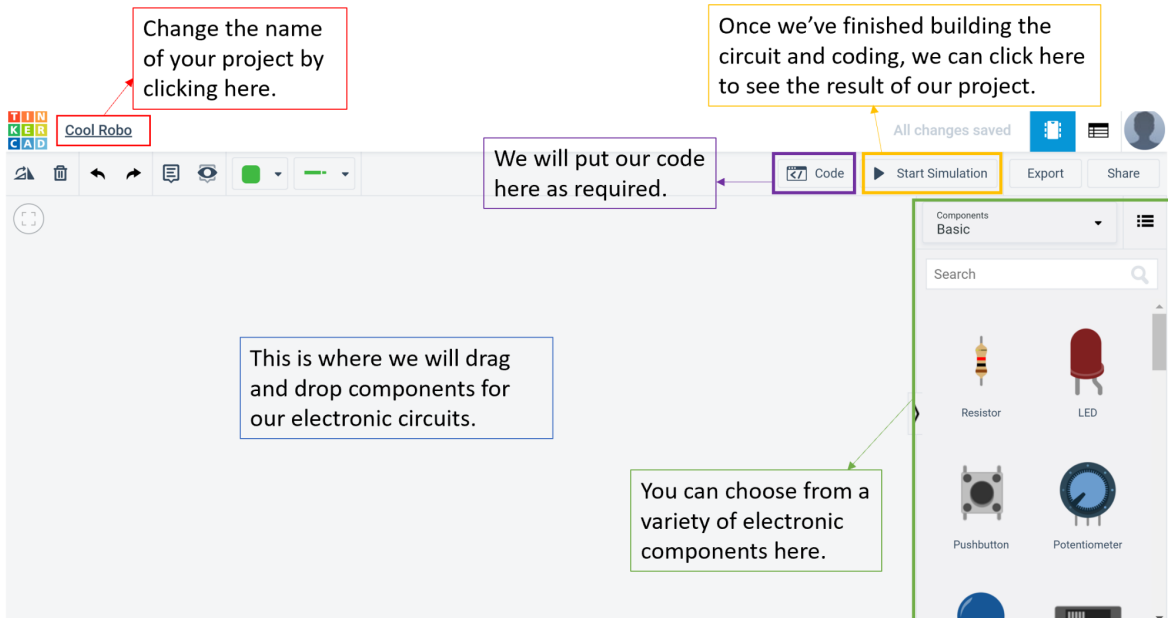 Change the name
of your project by
clicking here.
Once we’ve finished building the
circuit and coding, we can click here
to see the result of our project.
TIN
KER
CAD
Cool Robo
All changes saved
We will put our code
here as required.
Code
Start Simulation
Export
Share
Components
Basic
Search
This is where we will drag
and drop components for
our electronic circuits.
Resistor
LED
You can choose from a
variety of electronic
components here.
Pushbutton
Potentiometer